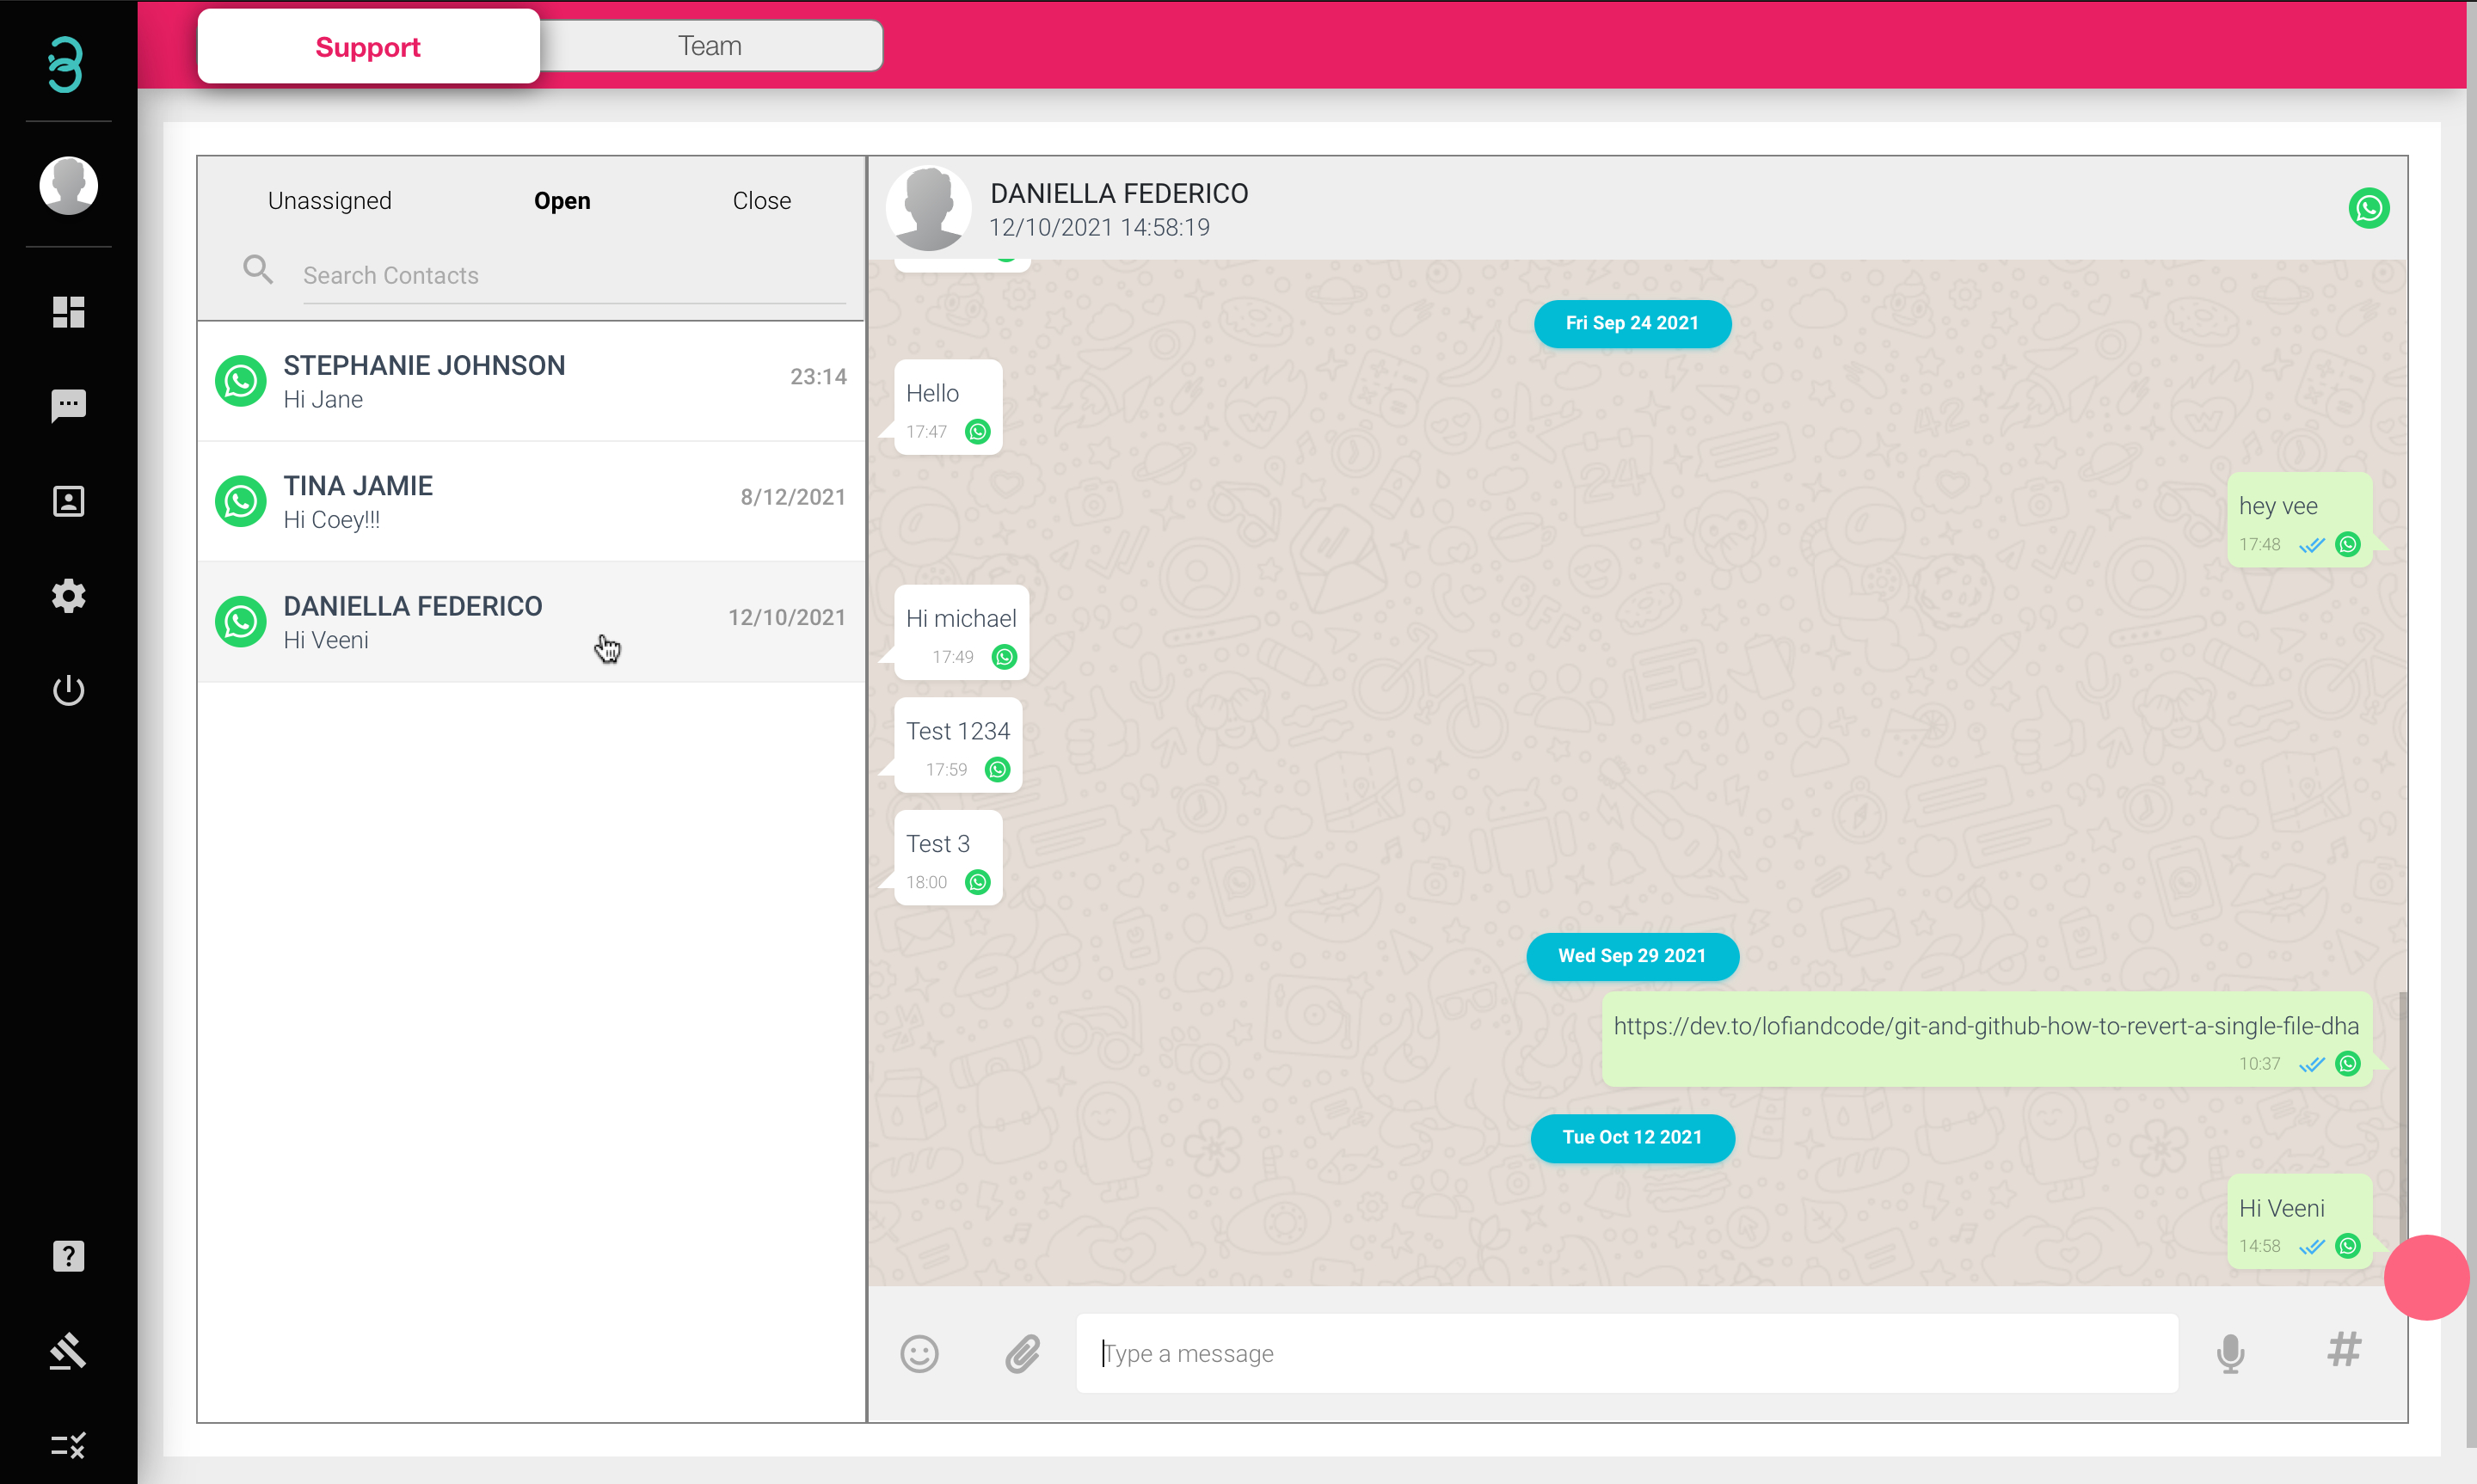 Support
Team
Unassigned
Open
Close
Search Contacts
STEPHANIE JOHNSON
23:14
Hi Jane
TINA JAMIE
8/12/2021
Hi Coey!!!
DANIELLA FEDERICO
12/10/2021
Hi Veeni
DANIELLA FEDERICO
12/10/2021 14:58:19
Fri Sep 24 2021
Hello
17:47
hey vee
17:48
Hi michael
17:49
Test 1234
17:59
Test 3
18:00
Wed Sep 29 2021
https://dev.to/lofiandcode/git-and-github-how-to-revert-a-single-file-dha
10:37
Tue Oct 12 2021
Hi Veeni
14:58
Type a message
#